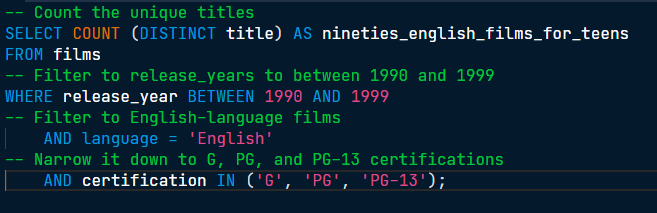 -- Count the unique titles
SELECT COUNT (DISTINCT title) AS nineties_english_films_for_teens
FROM films
-- Filter to release_years to between 1990 and 1999
WHERE release_year BETWEEN 1990 AND 1999
-- Filter to English-language films
    AND language = 'English'
-- Narrow it down to G, PG, and PG-13 certifications
    AND certification IN ('G', 'PG', 'PG-13');